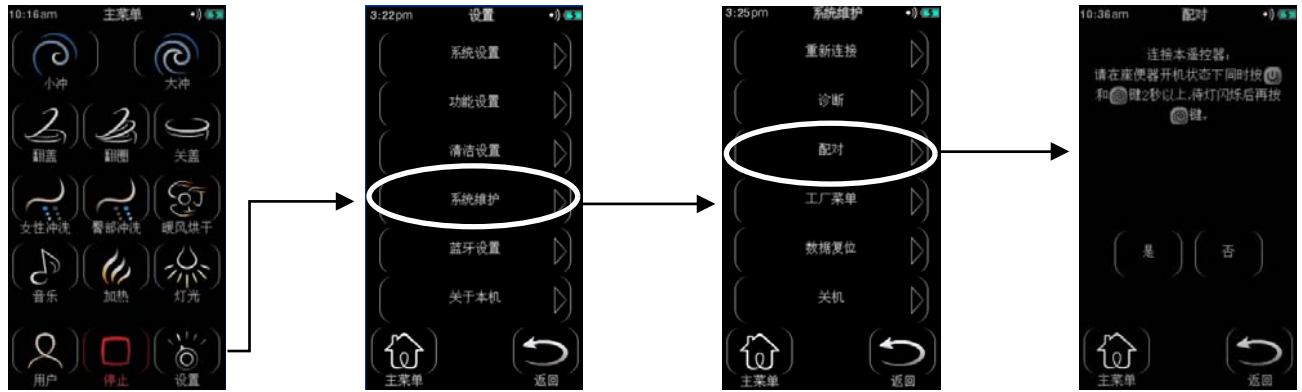 10:16am 主菜单
小冲 大冲
翻盖 翻圈 关盖
女性冲洗 臀部冲洗 暖风烘干
音乐 加热 灯光
用户 停止 设置
3:22pm 设置
系统设置
功能设置
清洁设置
系统维护
蓝牙设置
关于本机
主菜单 返回
3:25pm 系统维护
重新连接
诊断
配对
工厂菜单
数据复位
关机
主菜单 返回
10:36am 配对
连接本遥控器:
请在座便器开机状态下同时按
和键2秒以上,待灯闪烁后再按
键。
是 否
主菜单 返回